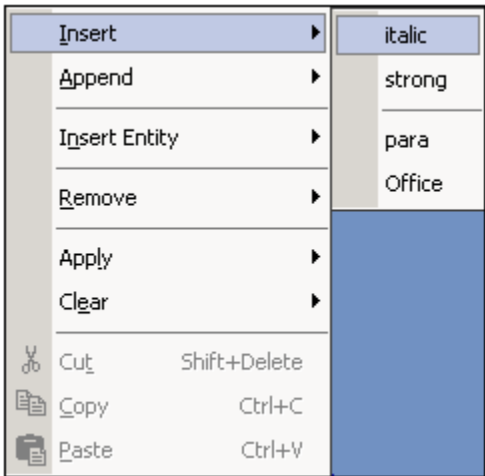 Insert
Append
Insert Entity
Remove
Apply
Clear
Cut Shift+Delete
Copy Ctrl+C
Paste Ctrl+V
italic
strong
para
Office